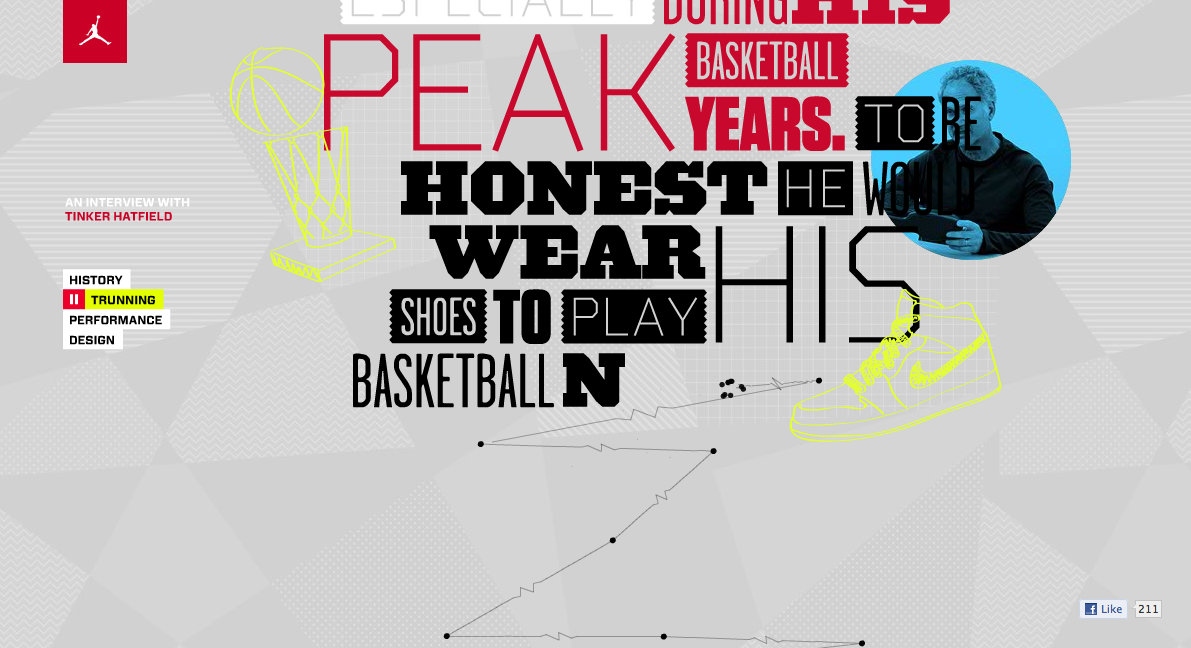 ESPECIALLY DURING HIS
PEAK BASKETBALL
YEARS. TO BE
HONEST HE WOULD
WEAR HIS
SHOES TO PLAY
BASKETBALL N
AN INTERVIEW WITH
TINKER HATFIELD
HISTORY
TRUNNING
PERFORMANCE
DESIGN
Like 211